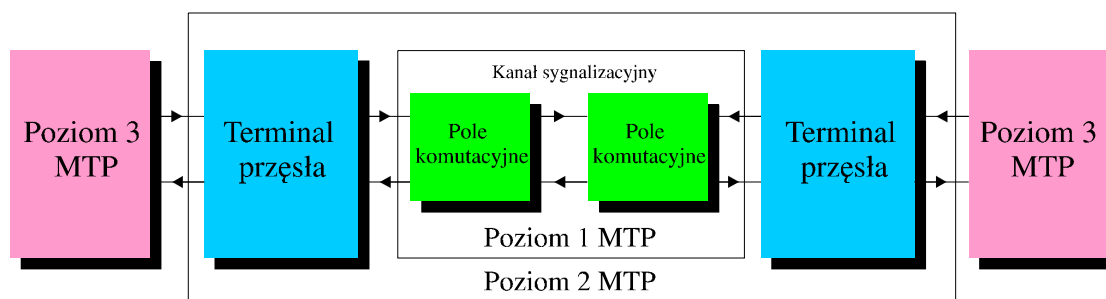 Poziom 3
MTP
Terminal
przęsła
Kanał sygnalizacyjny
Pole
komutacyjne
Pole
komutacyjne
Terminal
przęsła
Poziom 3
MTP
Poziom 1 MTP
Poziom 2 MTP